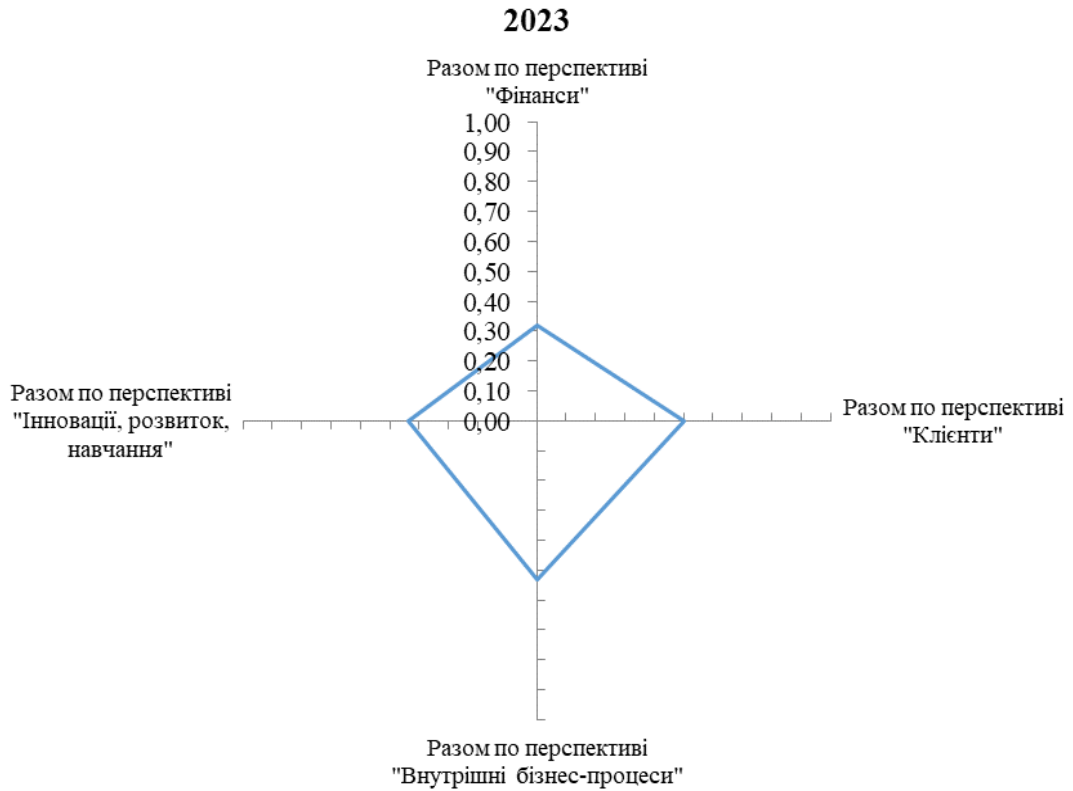 2023
Разом по перспективі
"Фінанси"
1,00
0,90
0,80
0,70
0,60
0,50
0,40
0,30
0,20
0,10
0,00
Разом по перспективі
"Інновації, розвиток,
навчання"
Разом по перспективі
"Клієнти"
Разом по перспективі
"Внутрішні бізнес-процеси"